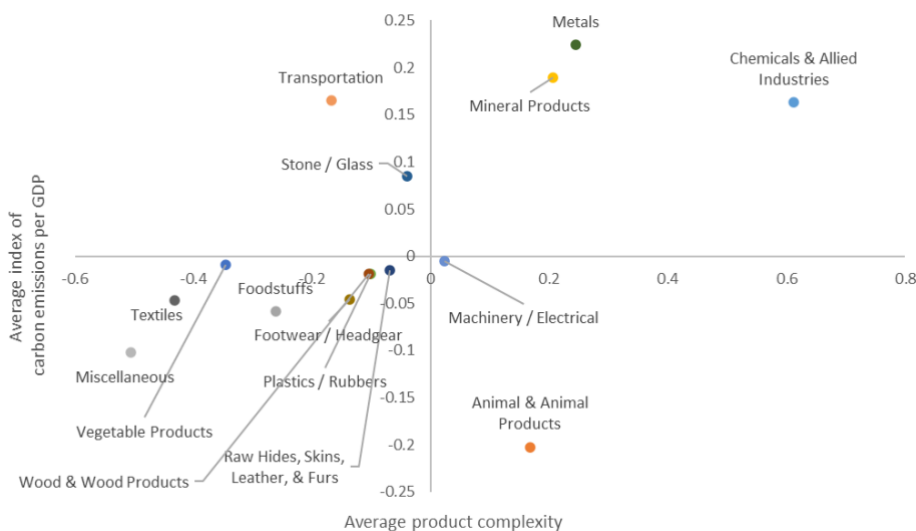 Average index of
carbon emissions per GDP
0.25
0.2
0.15
0.1
0.05
0
-0.05
-0.1
-0.15
-0.2
-0.25
-0.6
-0.4
-0.2
0
0.2
0.4
0.6
0.8
Metals
Chemicals & Allied
Industries
Transportation
Mineral Products
Stone / Glass
Foodstuffs
Textiles
Footwear / Headgear
Machinery / Electrical
Miscellaneous
Plastics / Rubbers
Animal & Animal
Products
Vegetable Products
Raw Hides, Skins,
Leather, & Furs
Wood & Wood Products
Average product complexity